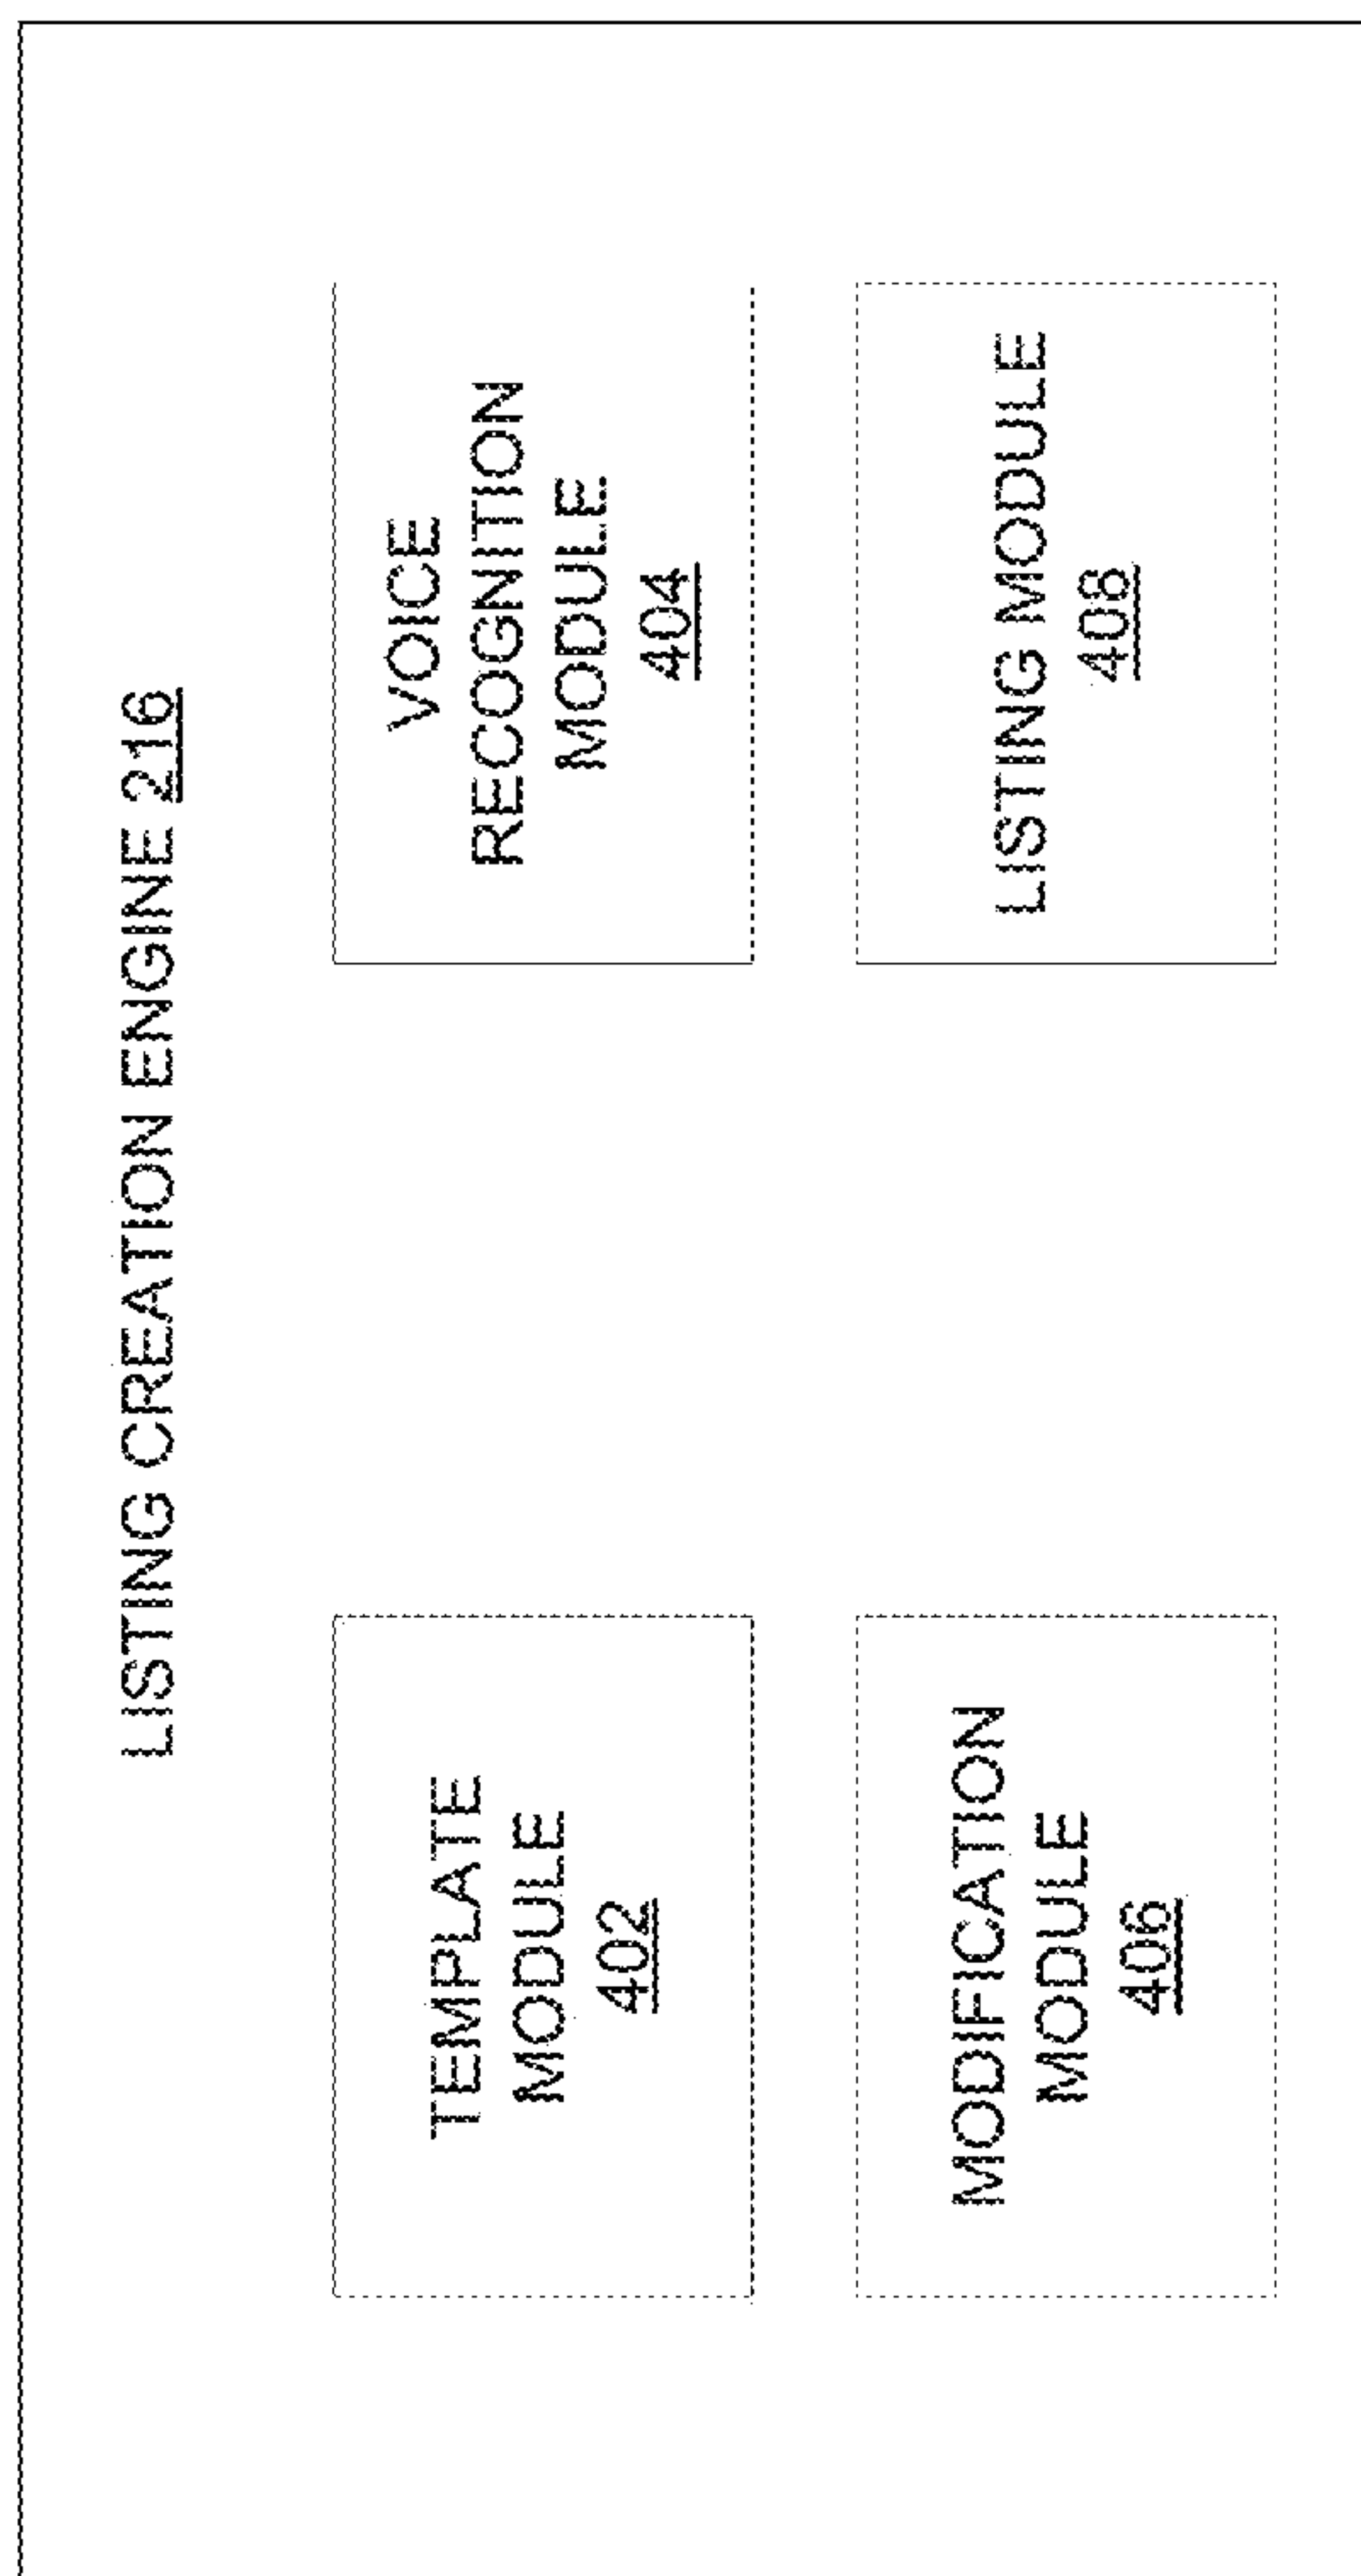 LISTING CREATION ENGINE 216
TEMPLATE
MODULE
402
VOICE
RECOGNITION
MODULE
404
MODIFICATION
MODULE
406
LISTING MODULE
408